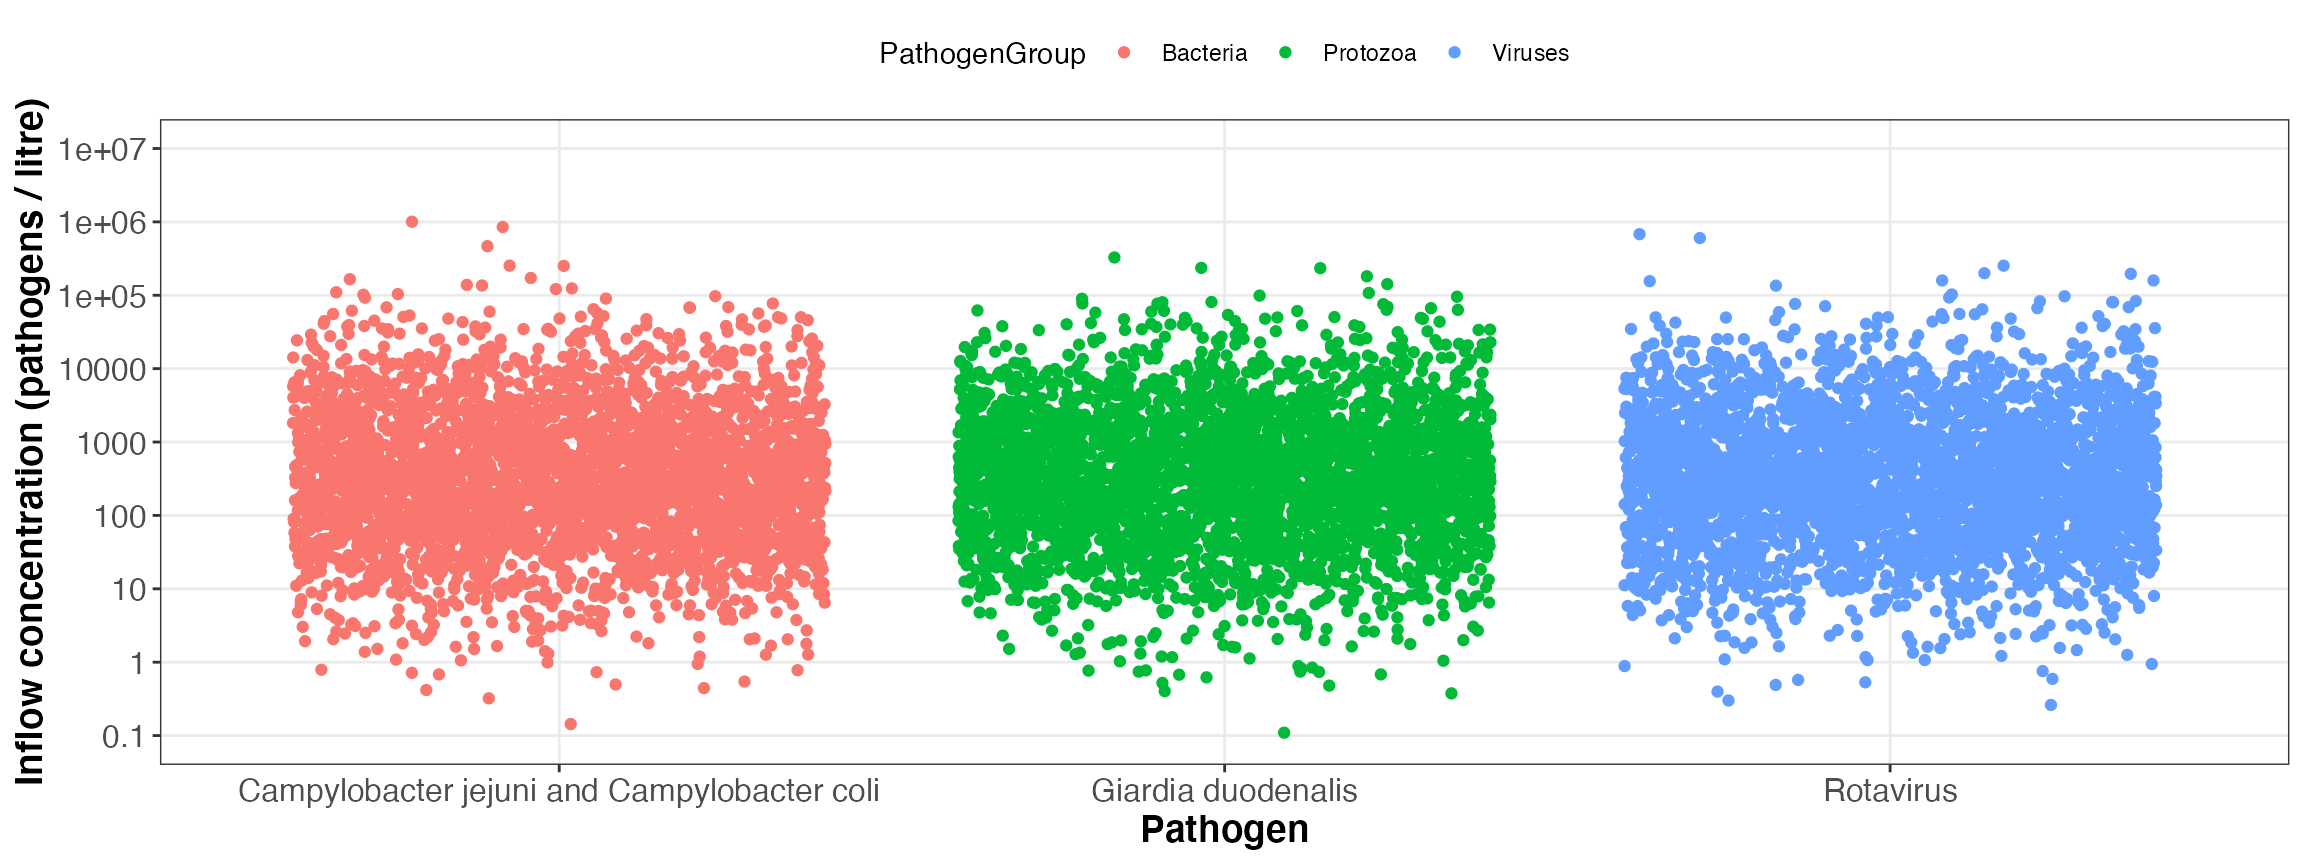 PathogenGroup Bacteria Protozoa Viruses
Inflow concentration (pathogens / litre)
1e+07
1e+06
1e+05
10000
1000
100
10
1
0.1
Campylobacter jejuni and Campylobacter coli Giardia duodenalis Rotavirus
Pathogen